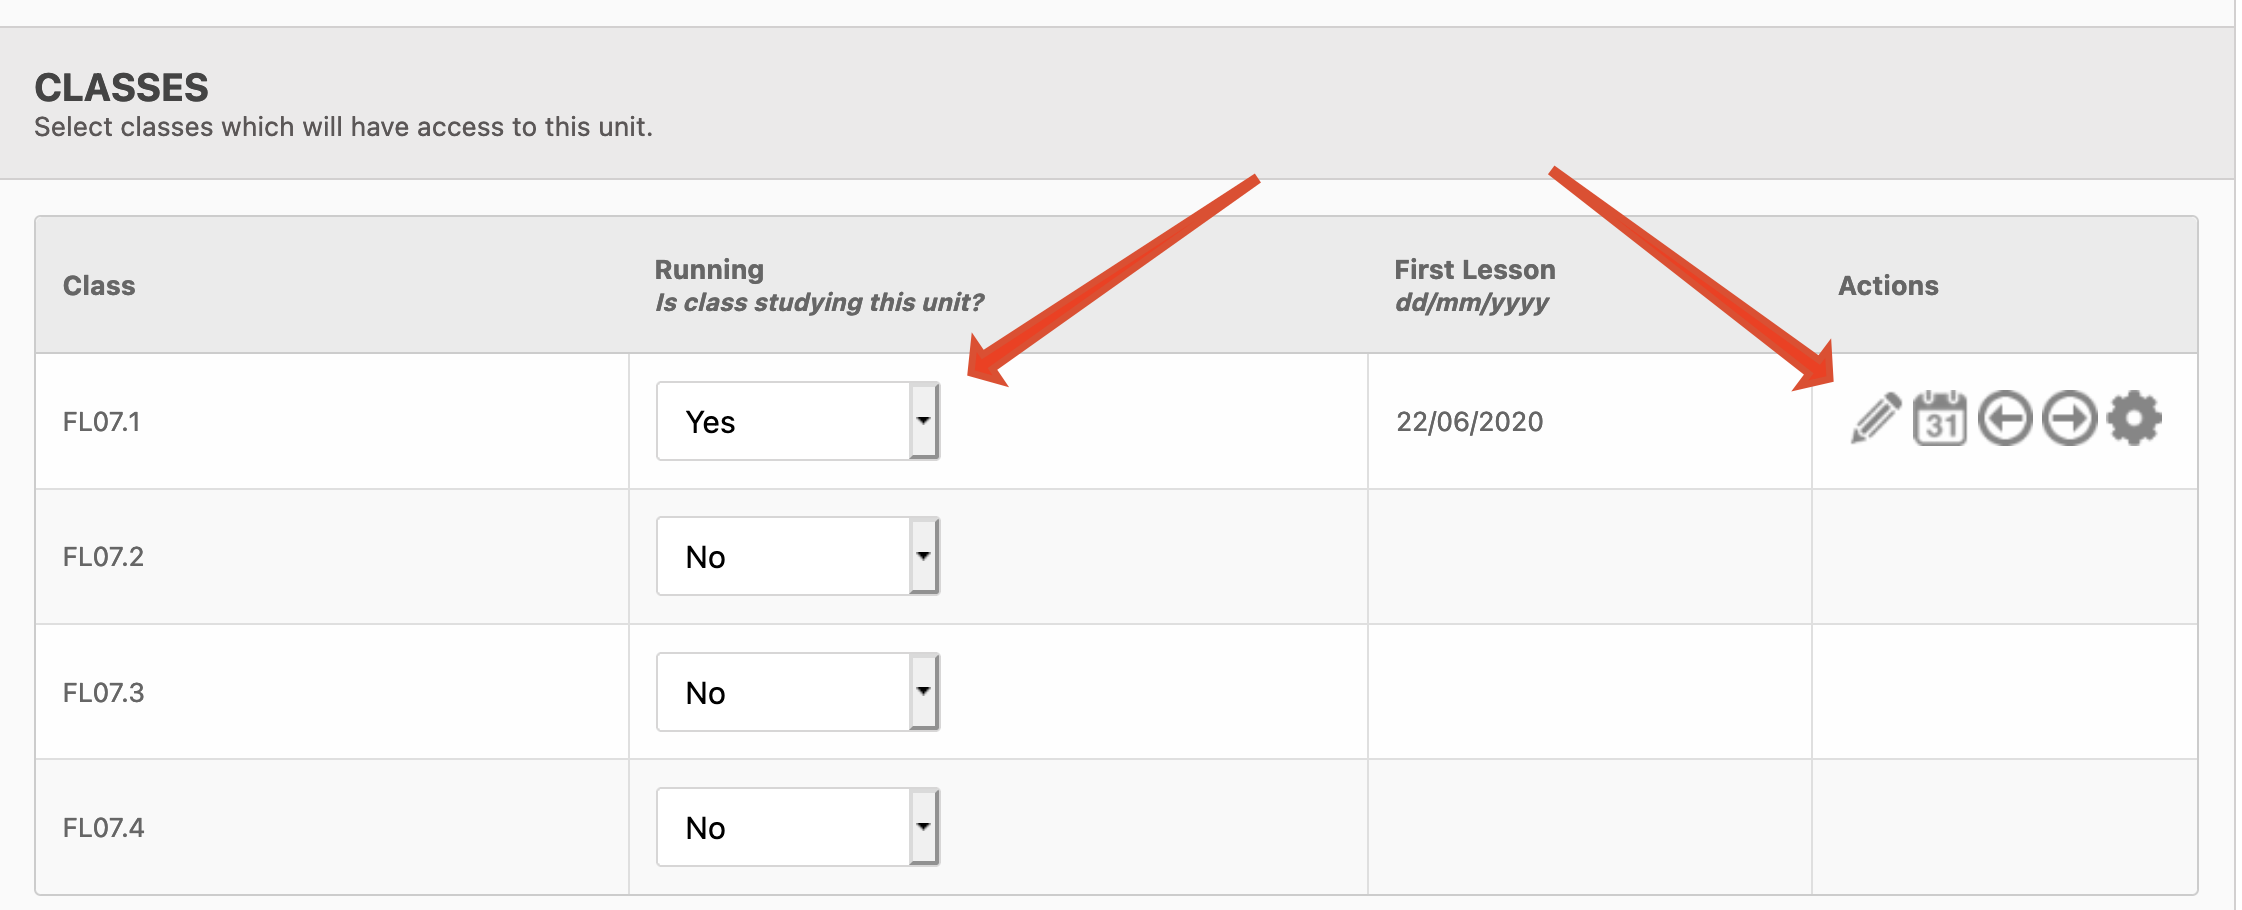 CLASSES
Select classes which will have access to this unit.
Class
Running
Is class studying this unit?
First Lesson
dd/mm/yyyy
Actions
FL07.1
Yes
22/06/2020
31
FL07.2
No
FL07.3
No
FL07.4
No